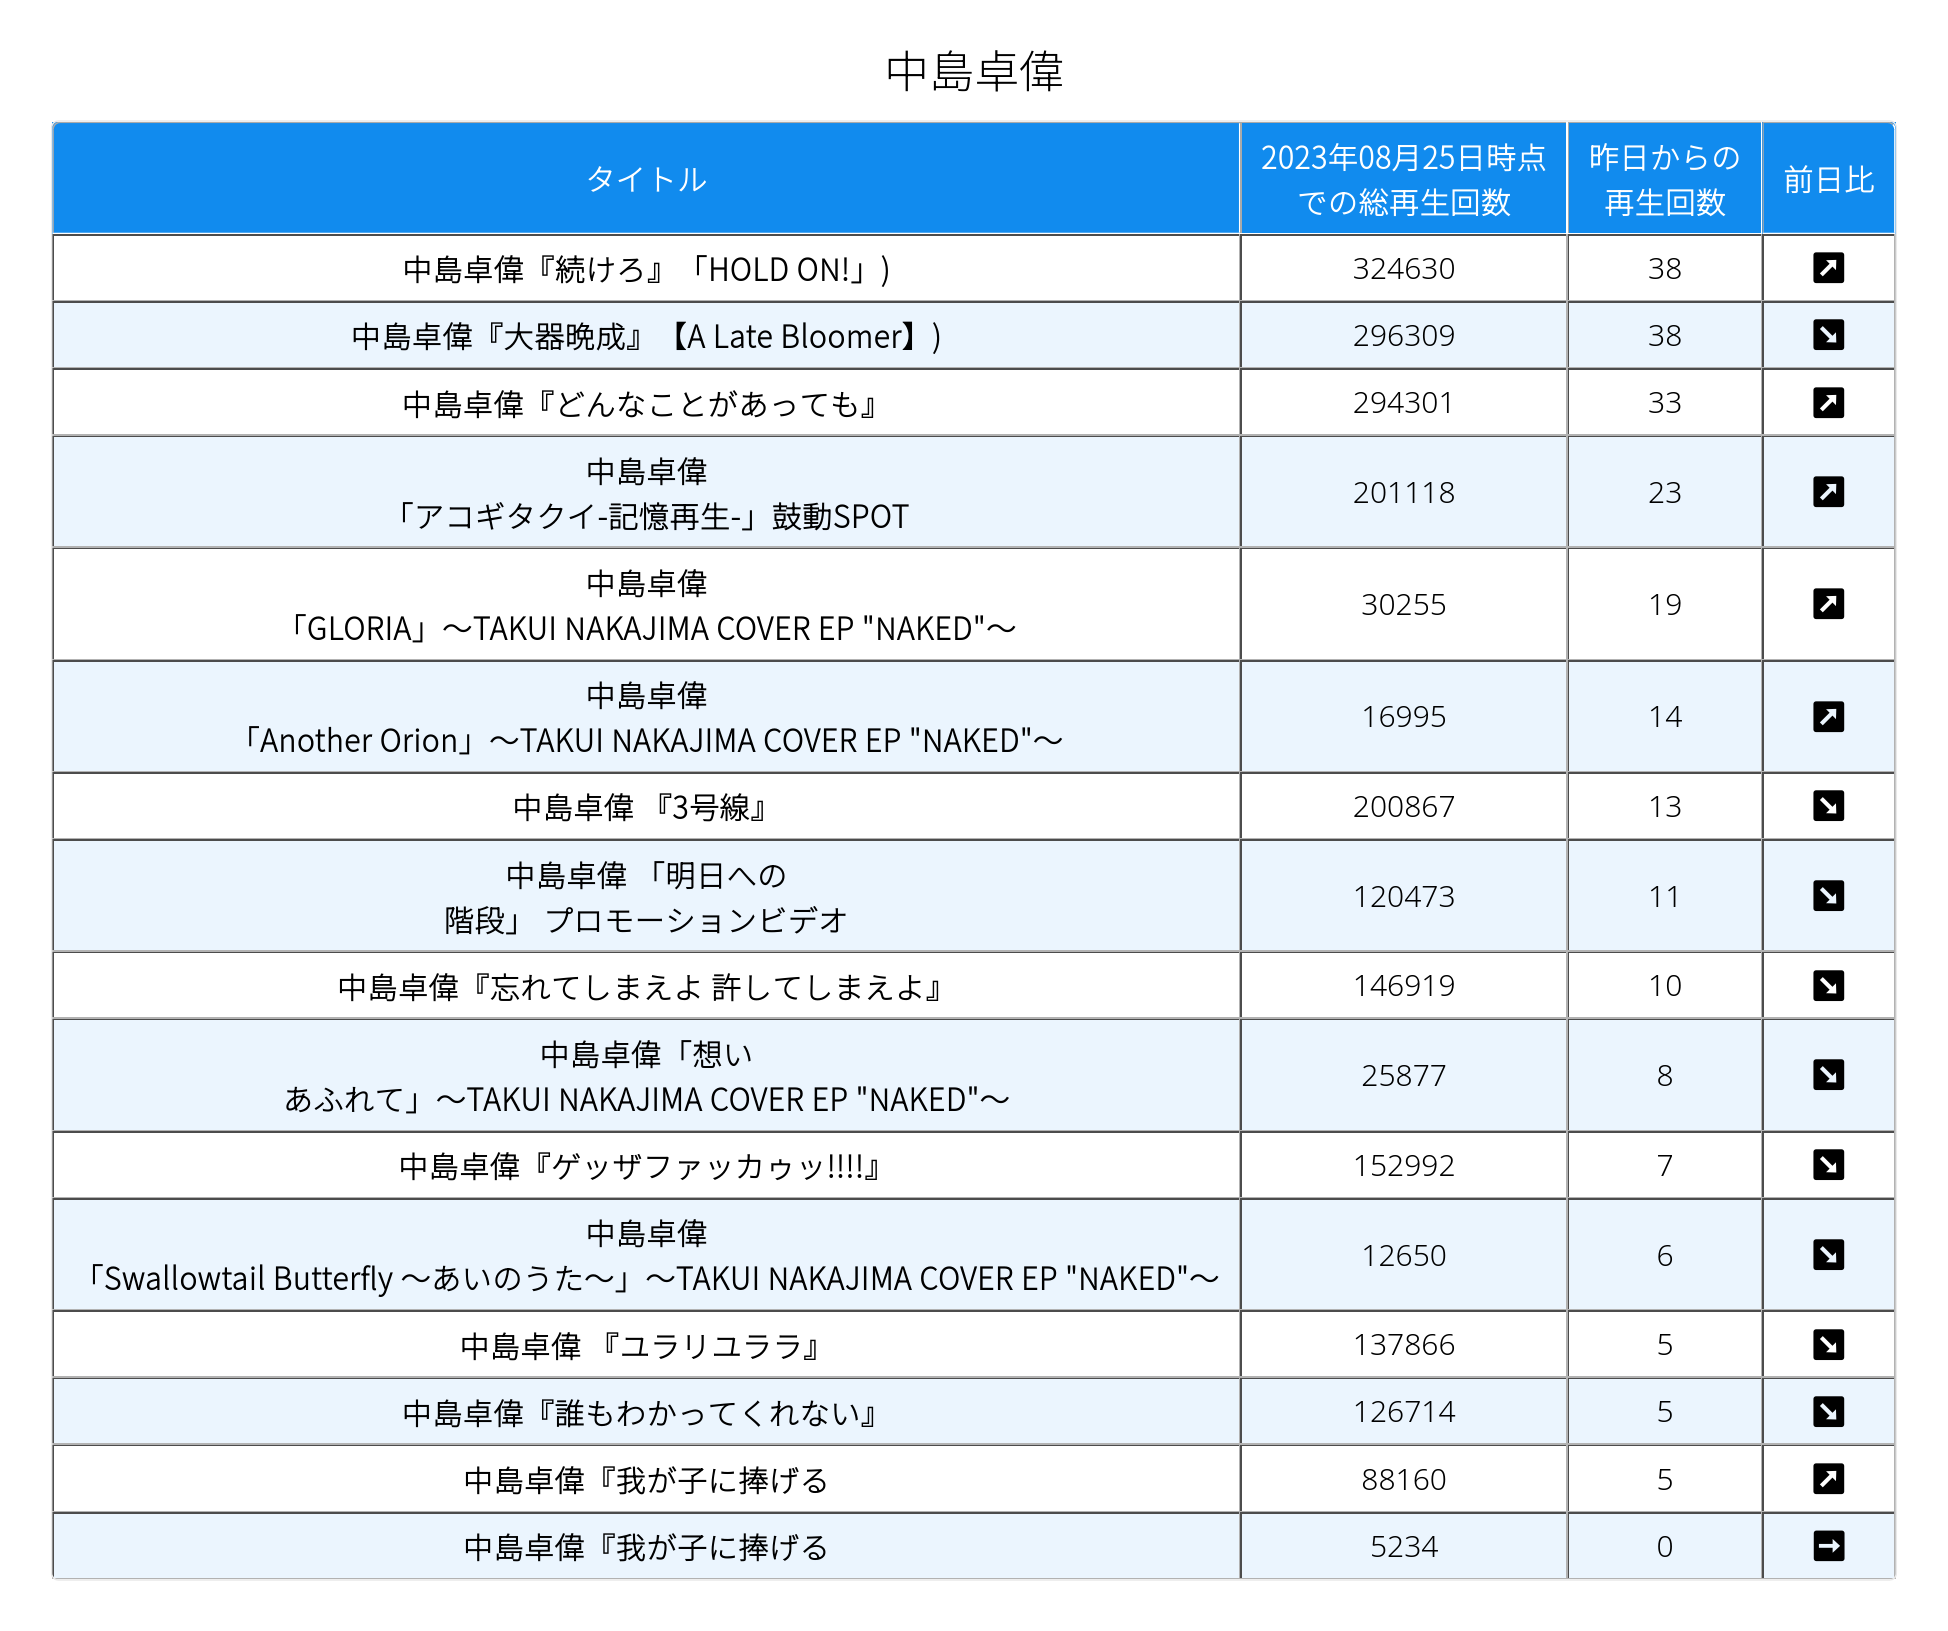 中島卓偉
タイトル
2023年08月25日時点
での総再生回数
昨日からの
再生回数
前日比
中島卓偉『続けろ』「HOLD ON!」)
324630
38
中島卓偉『大器晩成』【A Late Bloomer】)
296309
38
中島卓偉『どんなことがあっても』
294301
33
中島卓偉
「アコギタクイ-記憶再生-」鼓動SPOT
201118
23
中島卓偉
「GLORIA」〜TAKUI NAKAJIMA COVER EP "NAKED"〜
30255
19
中島卓偉
「Another Orion」〜TAKUI NAKAJIMA COVER EP "NAKED"〜
16995
14
中島卓偉 『3号線』
200867
13
中島卓偉 「明日への
階段」 プロモーションビデオ
120473
11
中島卓偉『忘れてしまえよ 許してしまえよ』
146919
10
中島卓偉「想い
あふれて」〜TAKUI NAKAJIMA COVER EP "NAKED"〜
25877
8
中島卓偉『ゲッザファッカゥッ!!!!』
152992
7
中島卓偉
「Swallowtail Butterfly 〜あいのうた〜」〜TAKUI NAKAJIMA COVER EP "NAKED"〜
12650
6
中島卓偉 『ユラリユララ』
137866
5
中島卓偉『誰もわかってくれない』
126714
5
中島卓偉『我が子に捧げる
88160
5
中島卓偉『我が子に捧げる
5234
0